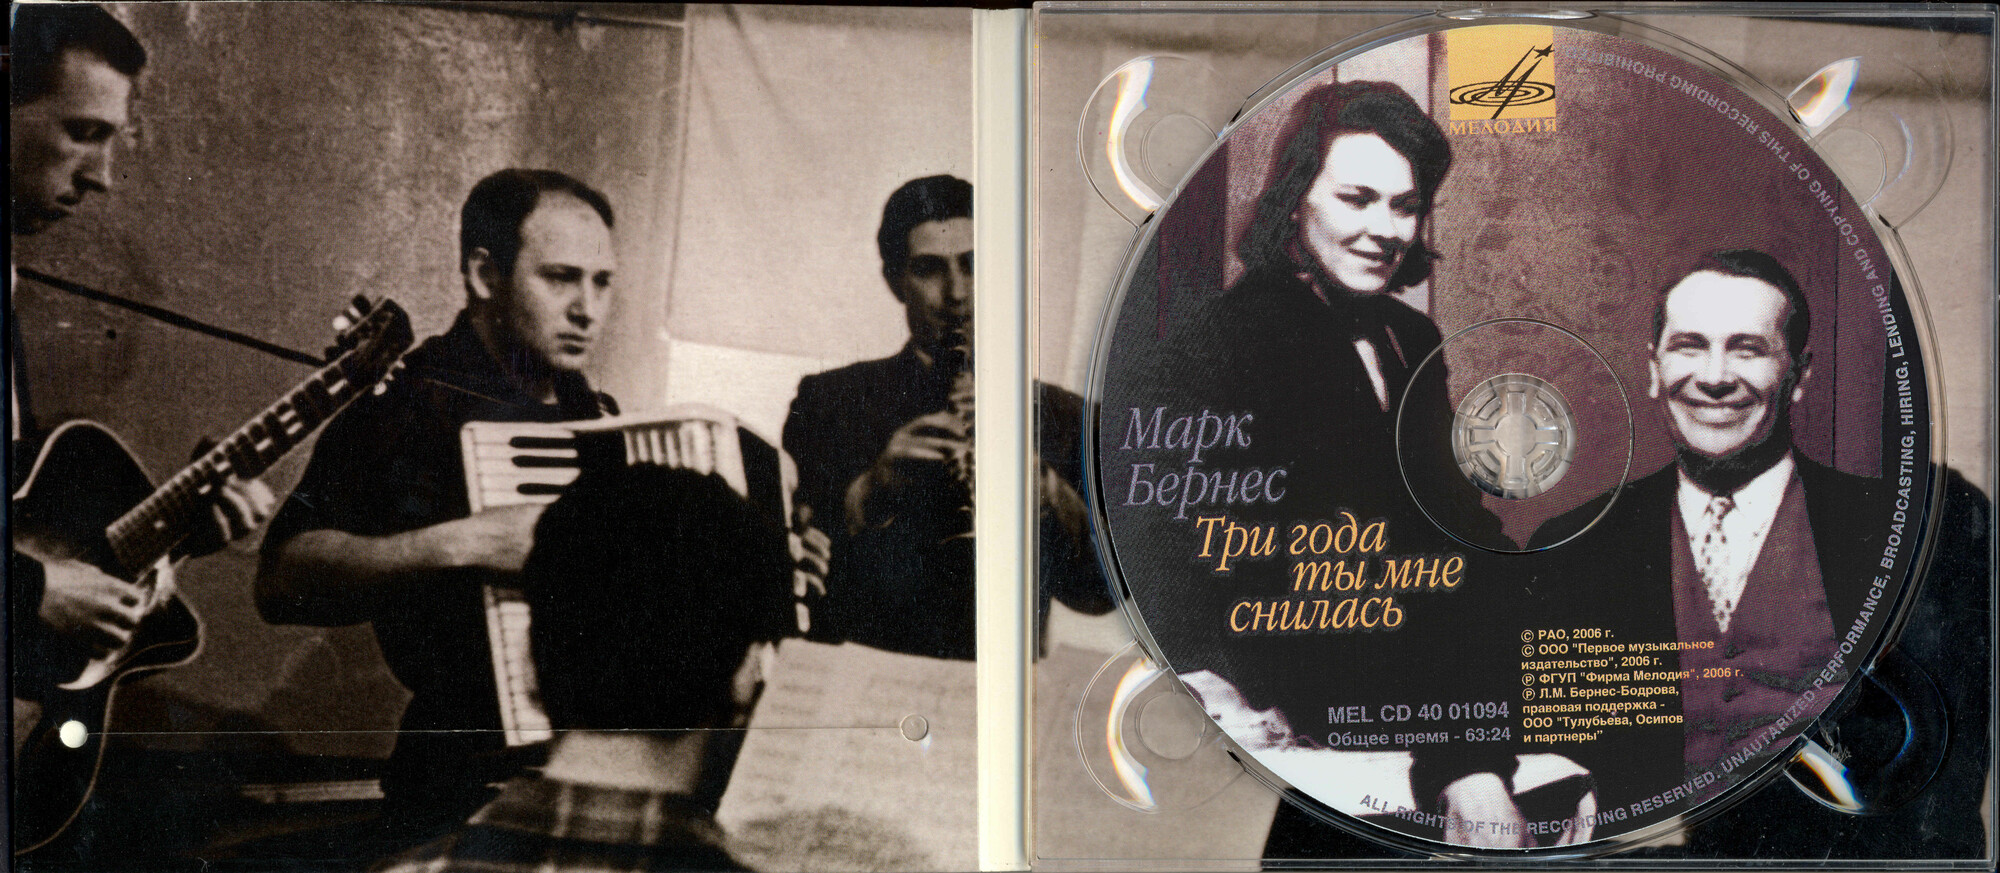 МЕЛОДИЯ
Марк
Бернес
Три года
ты мне
снилась
© РАО, 2006 г.
© ООО "Первое музыкальное
издательство", 2006 г.
℗ ФГУП "Фирма Мелодия", 2006 г.
℗ Л.М. Бернес-Бодрова,
правовая поддержка -
ООО "Тулубьева, Осипов
и партнеры"
MEL CD 40 01094
Общее время - 63:24
ALL RIGHTS OF THE RECORDING RESERVED. UNAUTARIZED PERFORMANCE, BROADCASTING, HIRING, LENDING AND COPYING OF THIS RECORDING PROHIBITED